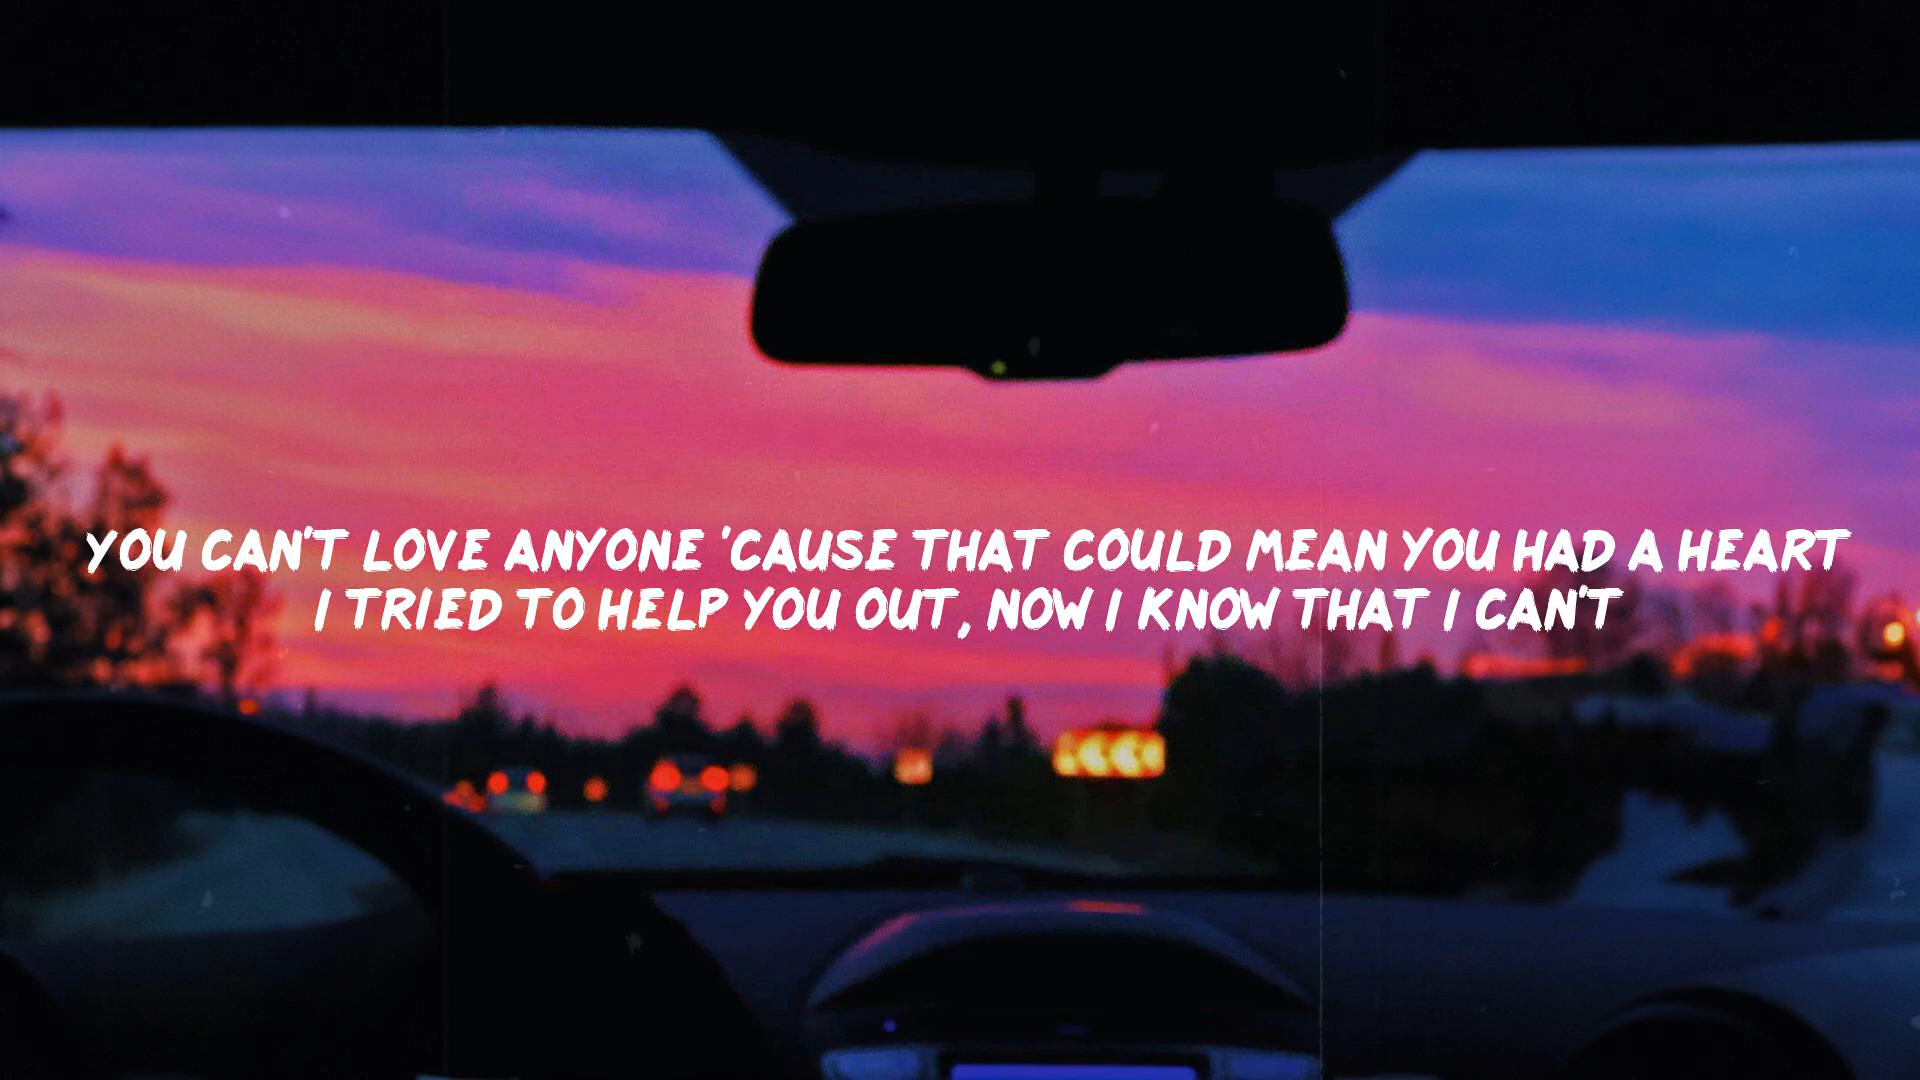 YOU CAN'T LOVE ANYONE 'CAUSE THAT COULD MEAN YOU HAD A HEART
I TRIED TO HELP YOU OUT, NOW I KNOW THAT I CAN'T